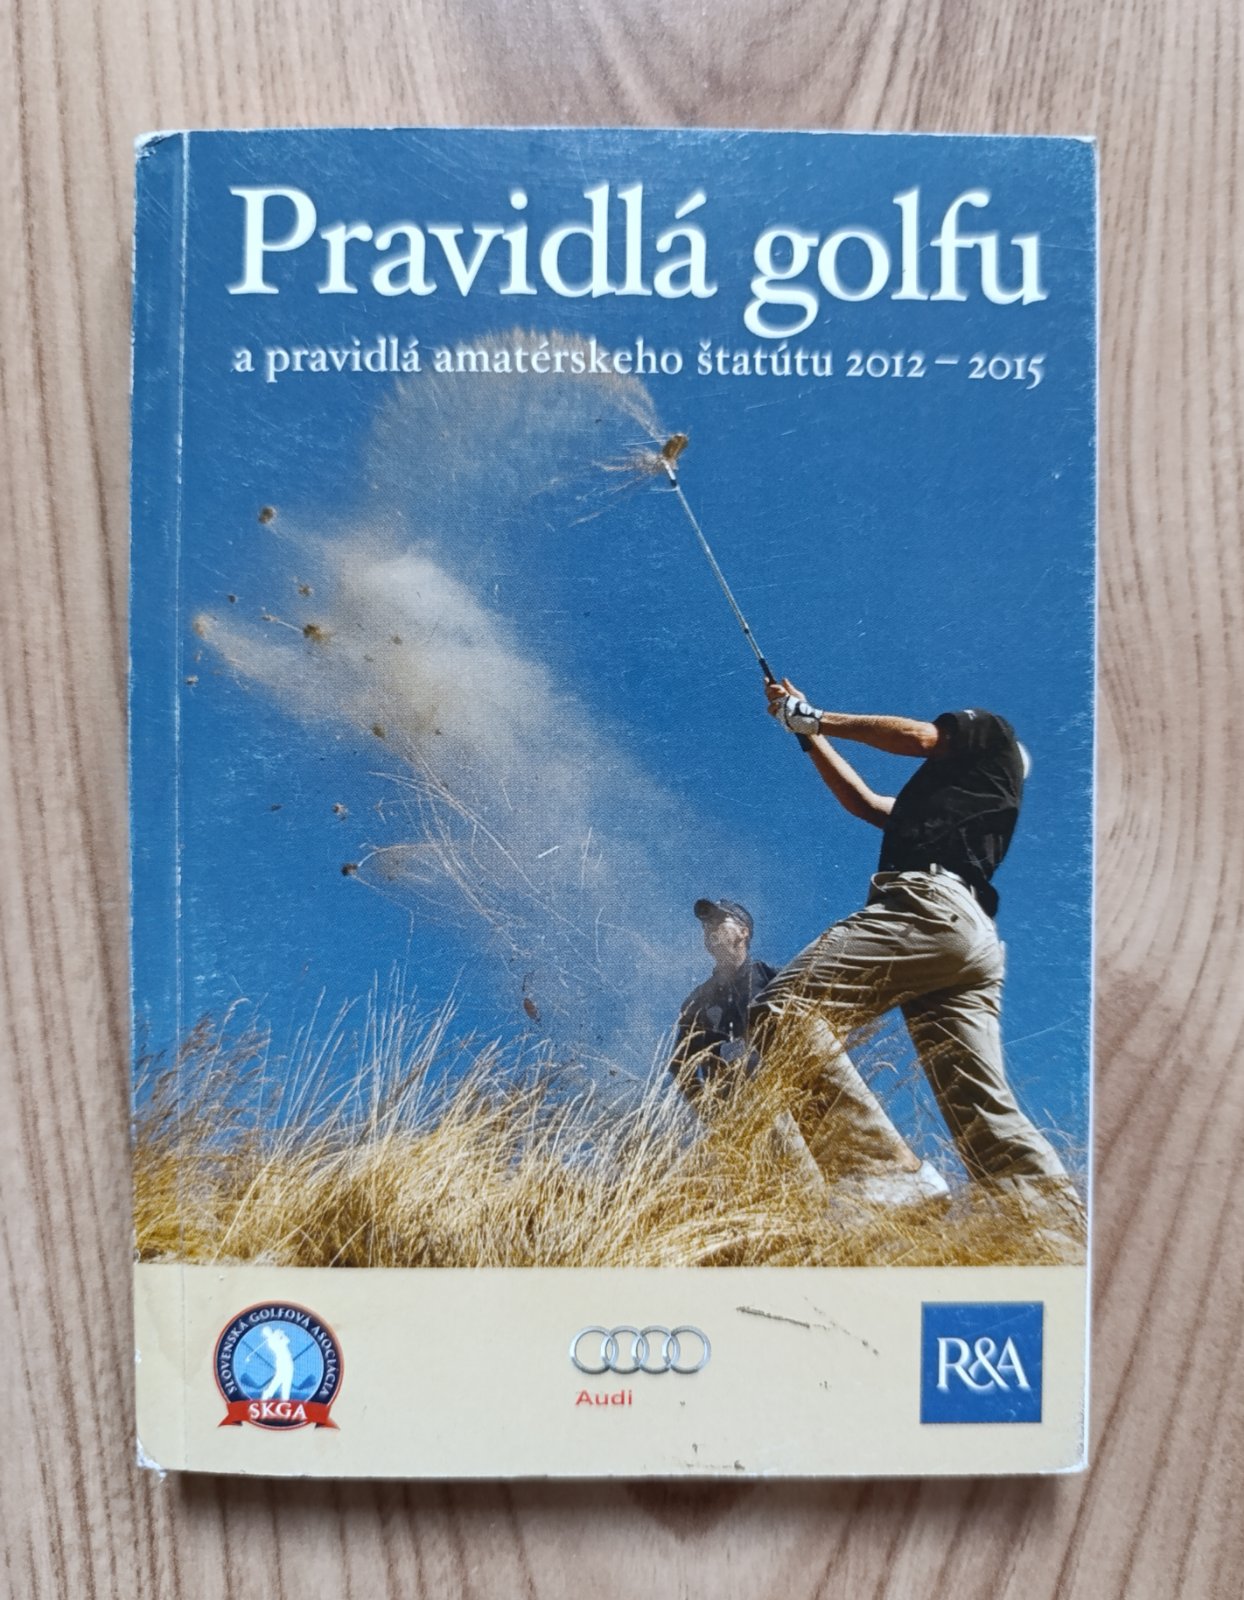 Pravidlá golfu
a pravidlá amatérskeho štatútu 2012 – 2015
SLOVENSKÁ GOLFOVÁ ASOCIÁCIA
SKGA
Audi
R&A